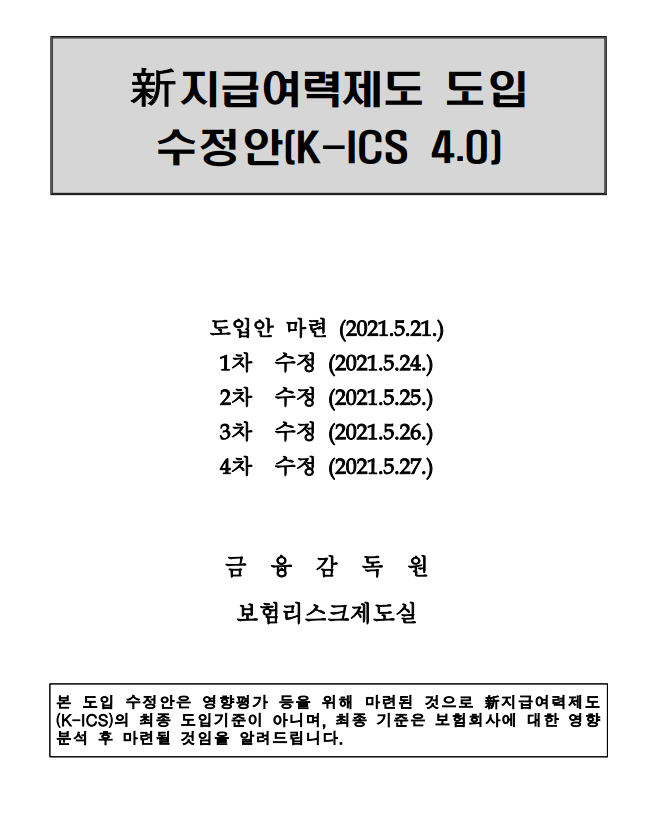 新지급여력제도 도입
수정안(K-ICS 4.0)
도입안 마련 (2021.5.21.)
1차 수정 (2021.5.24.)
2차 수정 (2021.5.25.)
3차 수정 (2021.5.26.)
4차 수정 (2021.5.27.)
금 융 감 독 원
보험리스크제도실
본 도입 수정안은 영향평가 등을 위해 마련된 것으로 新지급여력제도
(K-ICS)의 최종 도입기준이 아니며, 최종 기준은 보험회사에 대한 영향
분석 후 마련될 것임을 알려드립니다.